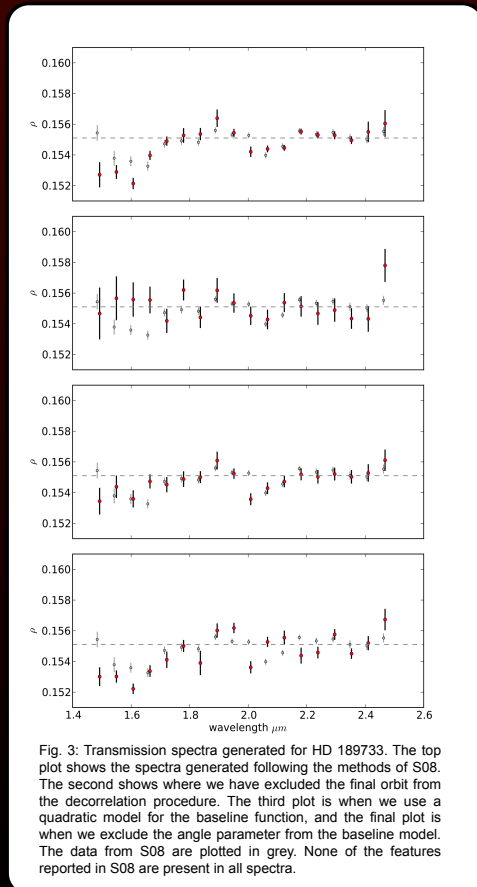 0.160
0.158
0.156
ρ
0.154
0.152
0.160
0.158
0.156
ρ
0.154
0.152
0.160
0.158
0.156
ρ
0.154
0.152
0.160
0.158
0.156
ρ
0.154
0.152
1.4 1.6 1.8 2.0 2.2 2.4 2.6
wavelength μm
Fig. 3: Transmission spectra generated for HD 189733. The top
plot shows the spectra generated following the methods of S08.
The second shows where we have excluded the final orbit from
the decorrelation procedure. The third plot is when we use a
quadratic model for the baseline function, and the final plot is
when we exclude the angle parameter from the baseline model.
The data from S08 are plotted in grey. None of the features
reported in S08 are present in all spectra.